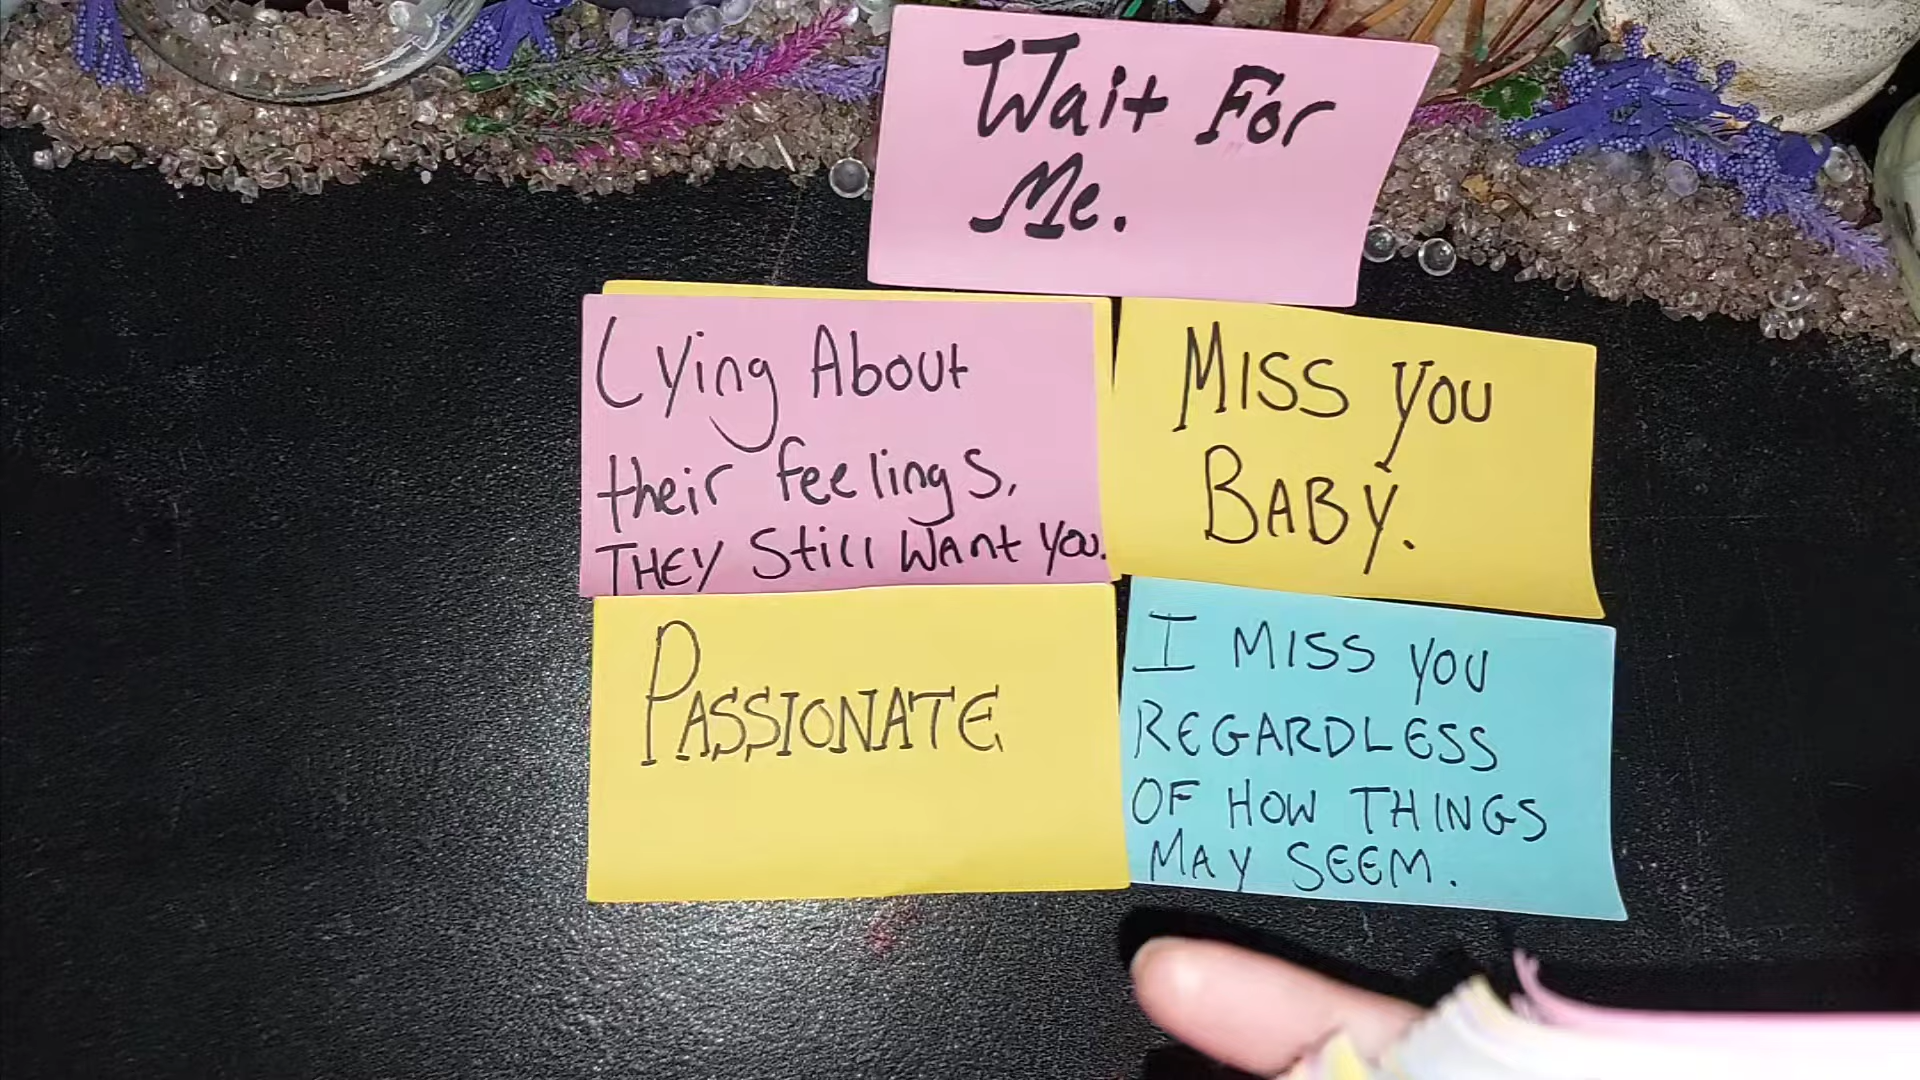 Wait For
Me.
Lying About
their feelings.
THEY Still Want You.
MISS YOU
BABY.
PASSIONATE
I MISS YOU
REGARDLESS
OF HOW THINGS
MAY SEEM.